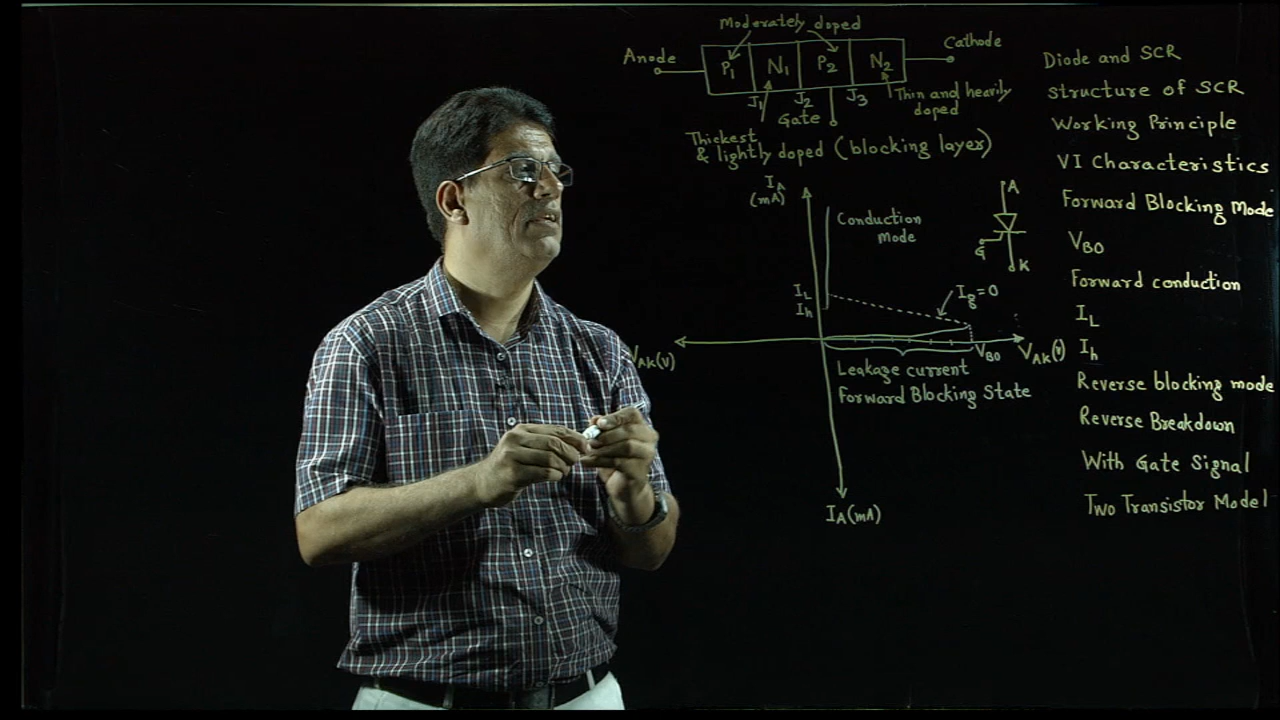 Moderately doped
Anode
P1 N1 P2 N2
Cathode
J1 J2 J3
Gate
Thin and heavily
doped
Thickest
& lightly doped (blocking layer)
IA
(mA)
Conduction
mode
A
G
K
IL
Ih
Ig=0
VAK(V)
VBO
VAK(V)
Leakage current
Forward Blocking State
IA(mA)
Diode and SCR
Structure of SCR
Working Principle
VI Characteristics
Forward Blocking Mode
VBO
Forward conduction
IL
Ih
Reverse blocking mode
Reverse Breakdown
With Gate Signal
Two Transistor Model